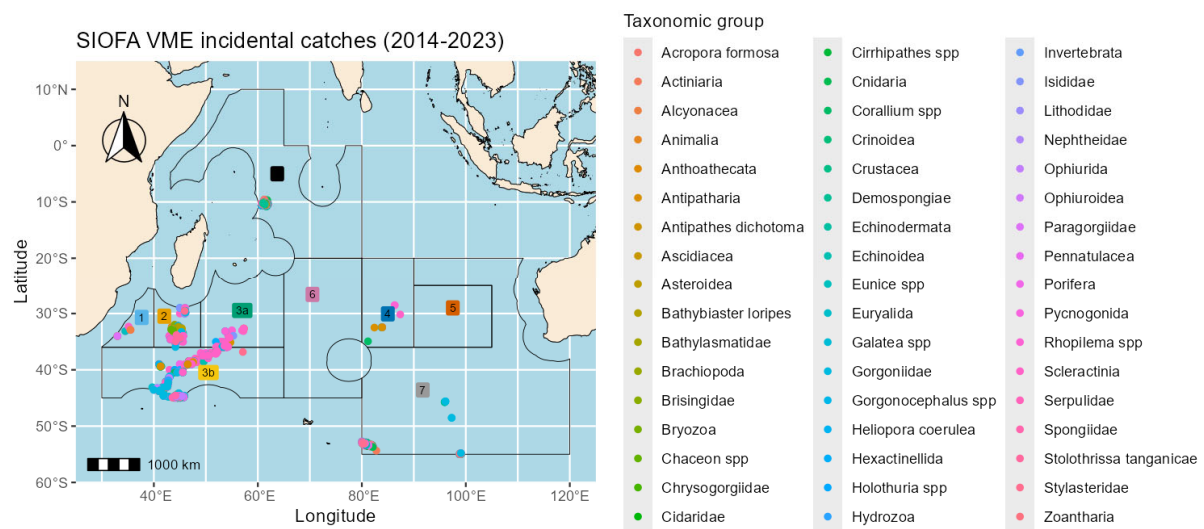 SIOFA VME incidental catches (2014-2023)
10°N
0°
10°S
20°S
30°S
40°S
50°S
60°S
Latitude
N
1
2
3a
3b
4
5
6
7
1000 km
40°E
60°E
80°E
100°E
120°E
Longitude
Taxonomic group
Acropora formosa
Actiniaria
Alcyonacea
Animalia
Anthoathecata
Antipatharia
Antipathes dichotoma
Ascidiacea
Asteroidea
Bathybiaster loripes
Bathylasmatidae
Brachiopoda
Brisingidae
Bryozoa
Chaceon spp
Chrysogorgiidae
Cidaridae
Cirrhipathes spp
Cnidaria
Corallium spp
Crinoidea
Crustacea
Demospongiae
Echinodermata
Echinoidea
Eunice spp
Euryalida
Galatea spp
Gorgoniidae
Gorgonocephalus spp
Heliopora coerulea
Hexactinellida
Holothuria spp
Hydrozoa
Invertebrata
Isididae
Lithodidae
Nephtheidae
Ophiurida
Ophiuroidea
Paragorgiidae
Pennatulacea
Porifera
Pycnogonida
Rhopilema spp
Scleractinia
Serpulidae
Spongiidae
Stolothrissa tanganicae
Stylasteridae
Zoantharia